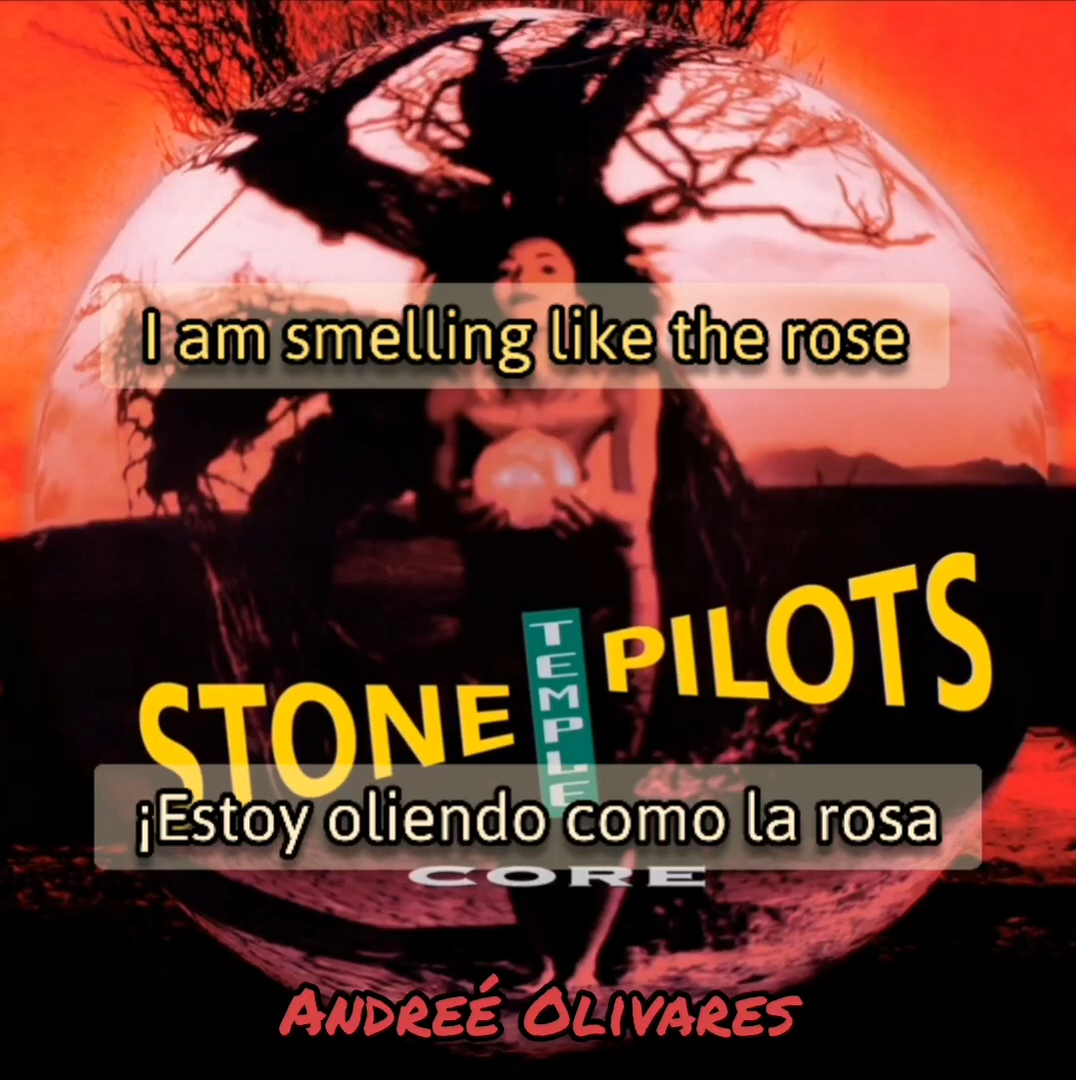 I am smelling like the rose
STONE TEMPLE PILOTS
¡Estoy oliendo como la rosa
CORE
Andreé Olivares